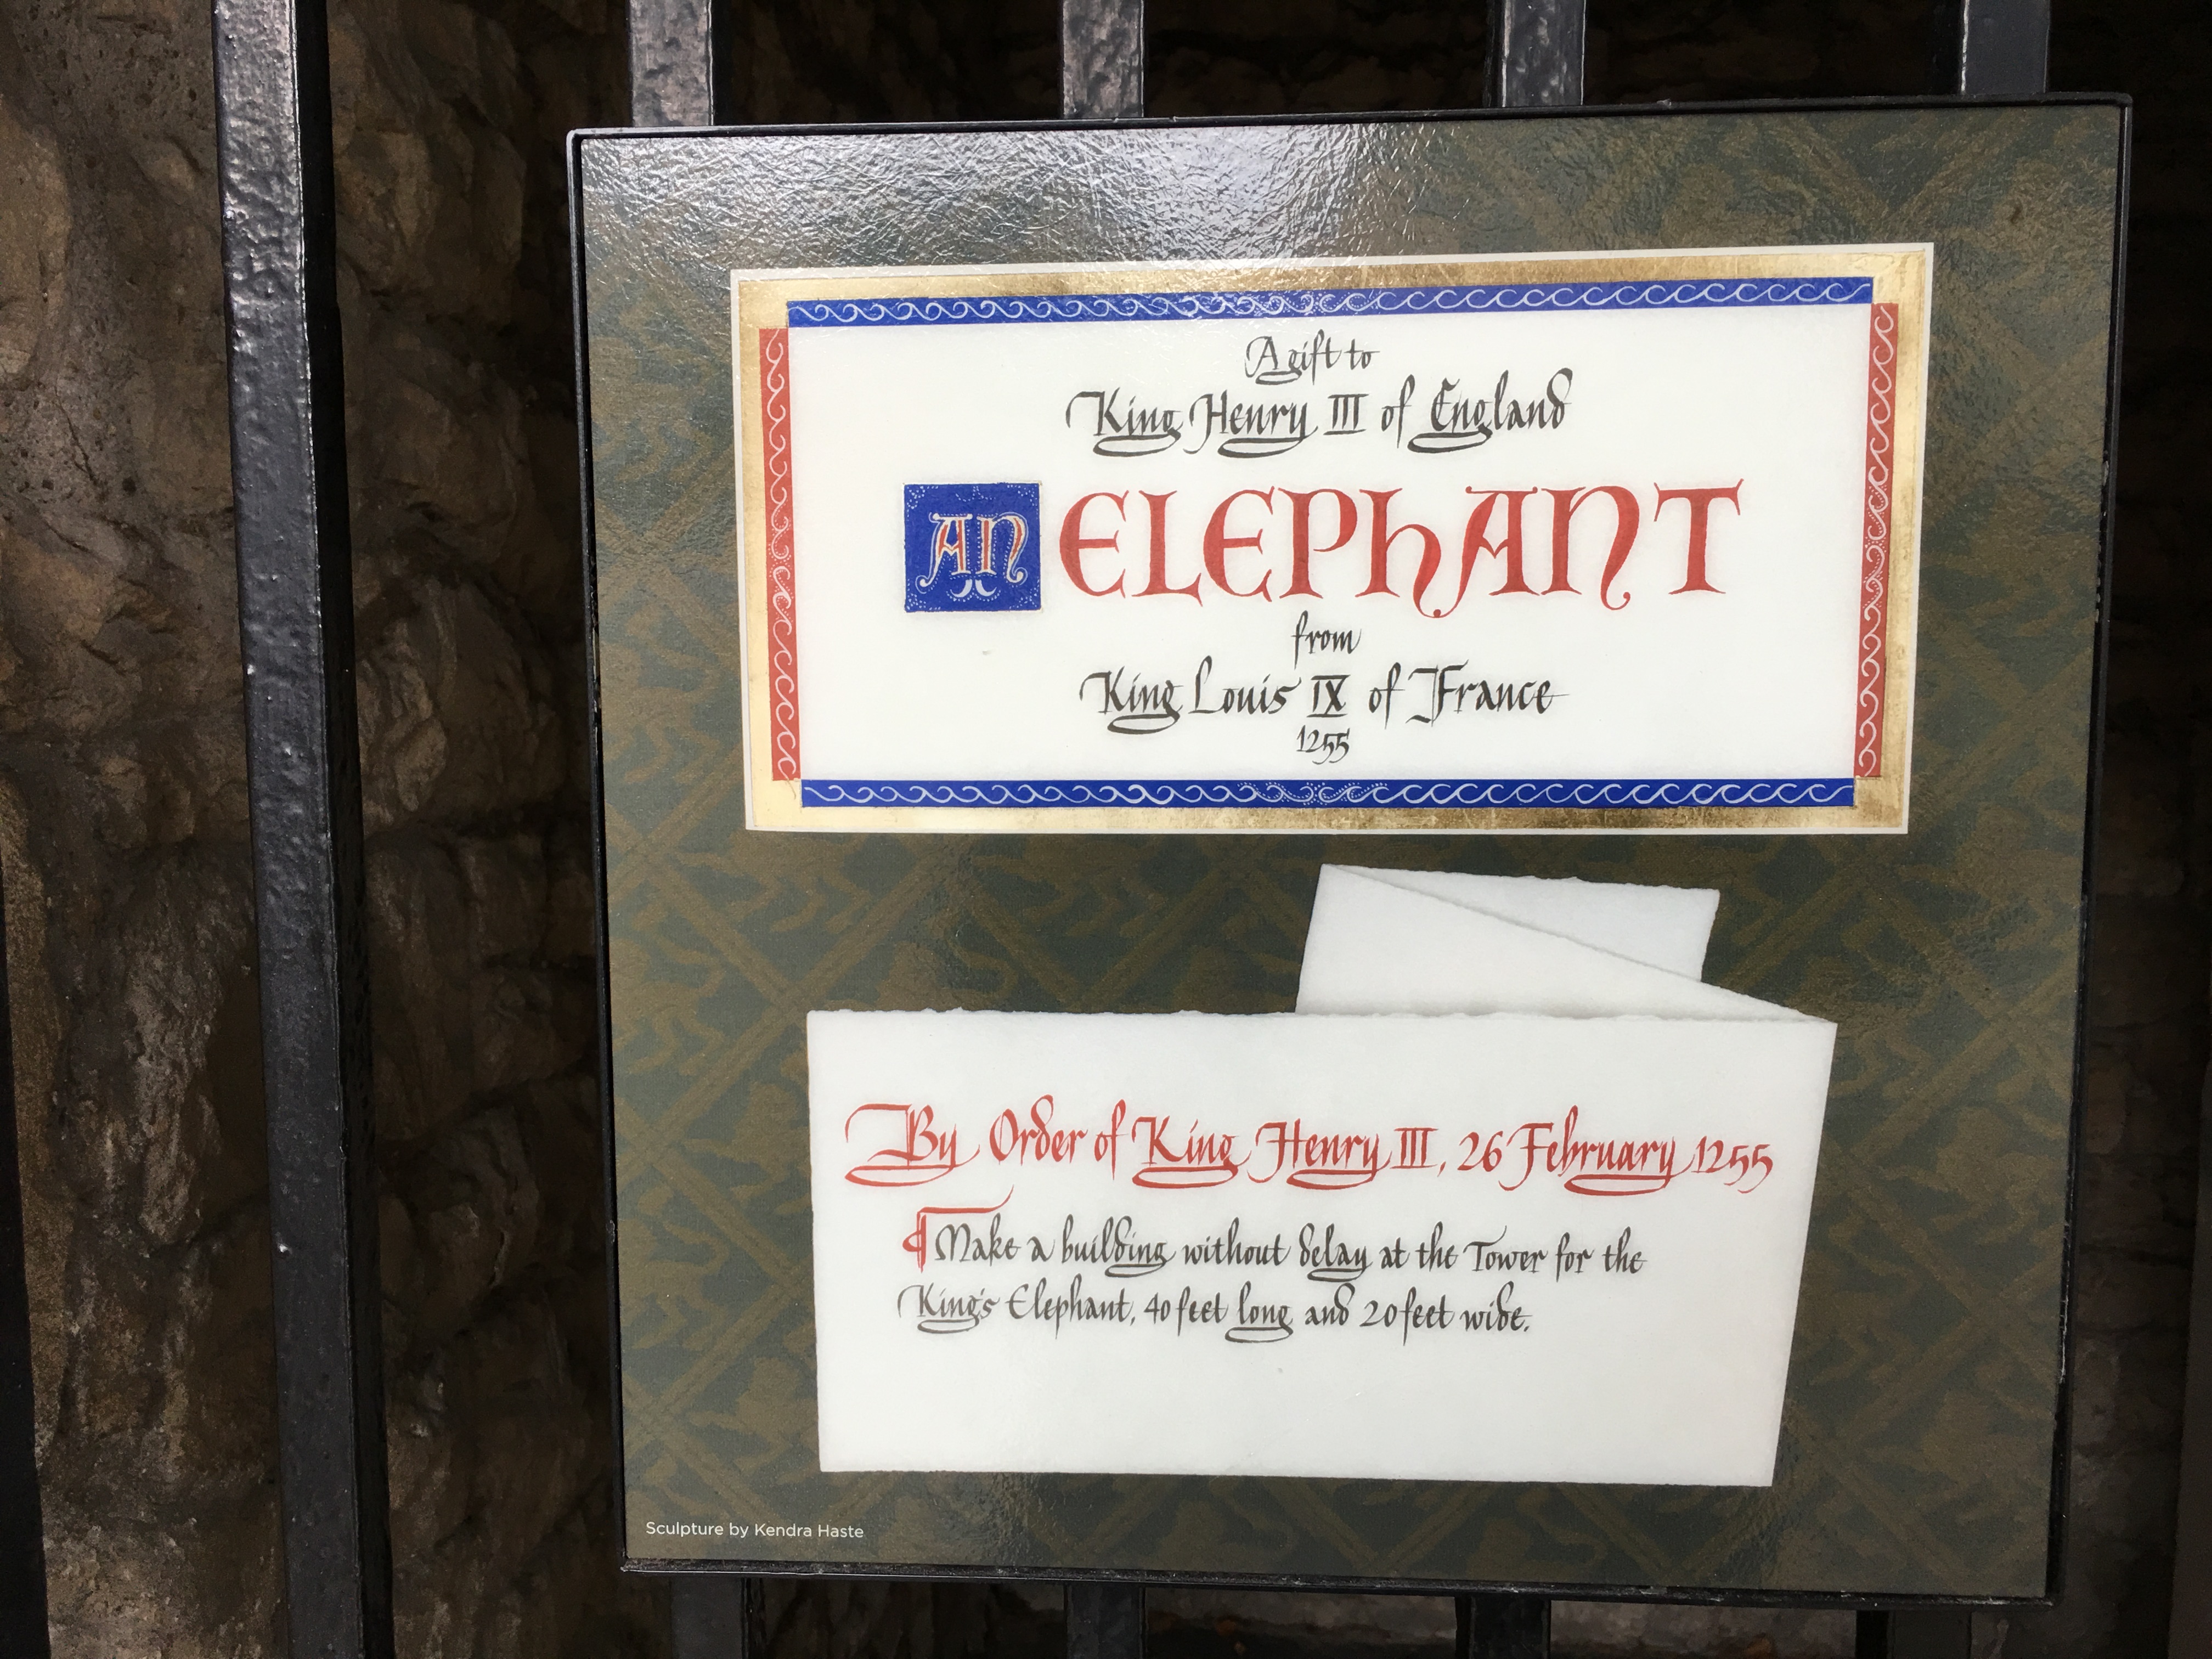 A gift to
King Henry III of England
AN ELEPHANT
from
King Louis IX of France
1255
By Order of King Henry III, 26 February 1255
¶Make a building without delay at the Tower for the
King's Elephant, 40 feet long and 20 feet wide.
Sculpture by Kendra Haste